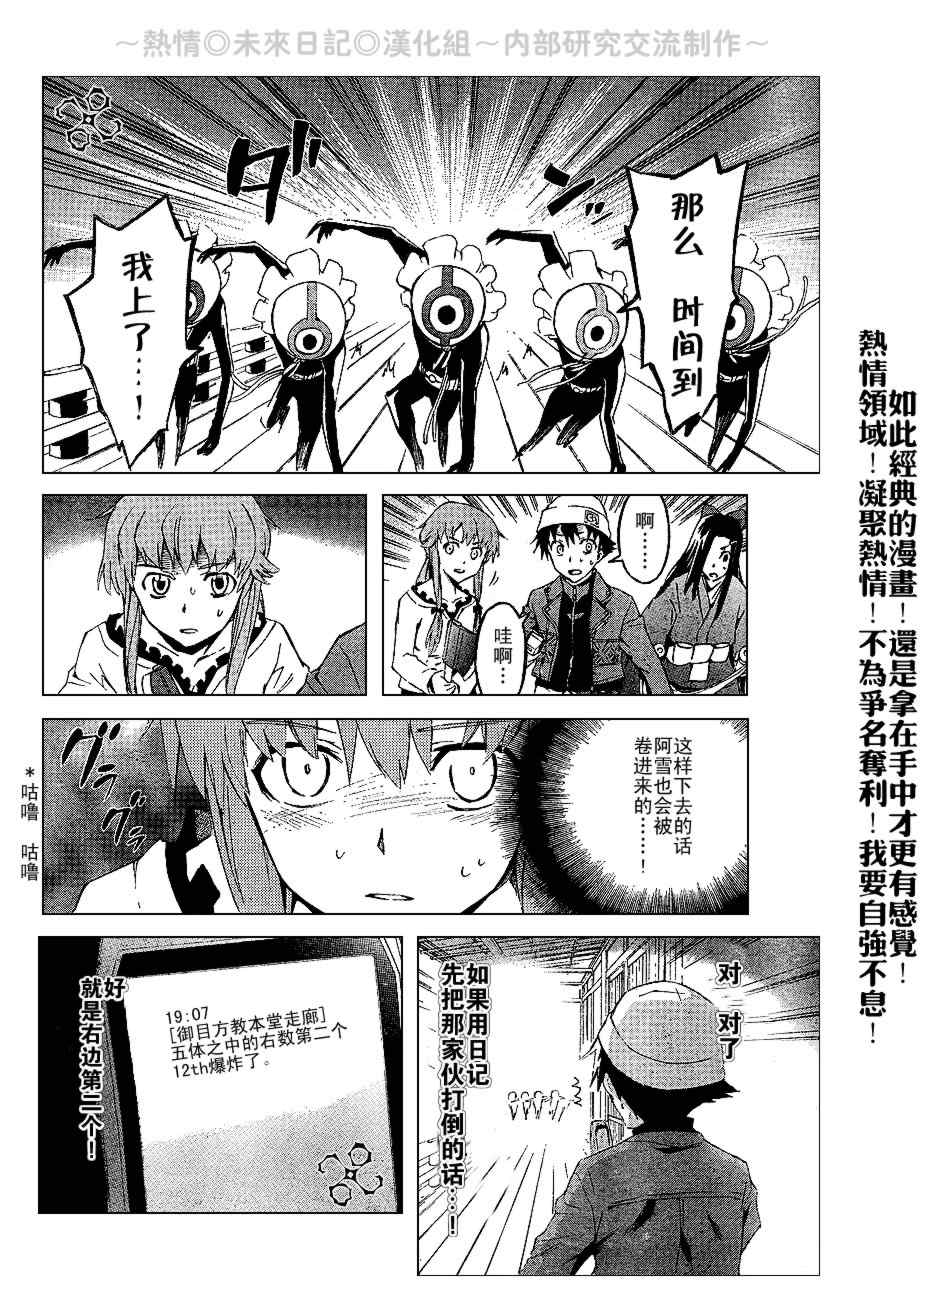 ～熱情◎未來日記◎漢化組～内部研究交流制作～
ダッ
那么
时间到
我上了……！
啊……
哇啊…
这样下去的话
阿雪也会被
卷进来的……！
グラ
グラ
*咕噜 咕噜
对
对了
如果用日记
先把那家伙打倒的话…！
19:07
[御目方教本堂走廊]
五体之中的右数第二个
12th爆炸了。
好
就是右边第二个！
如此經典的漫畫！還是拿在手中才更有感覺！
熱情領域！凝聚熱情！不為爭名奪利！我要自強不息！